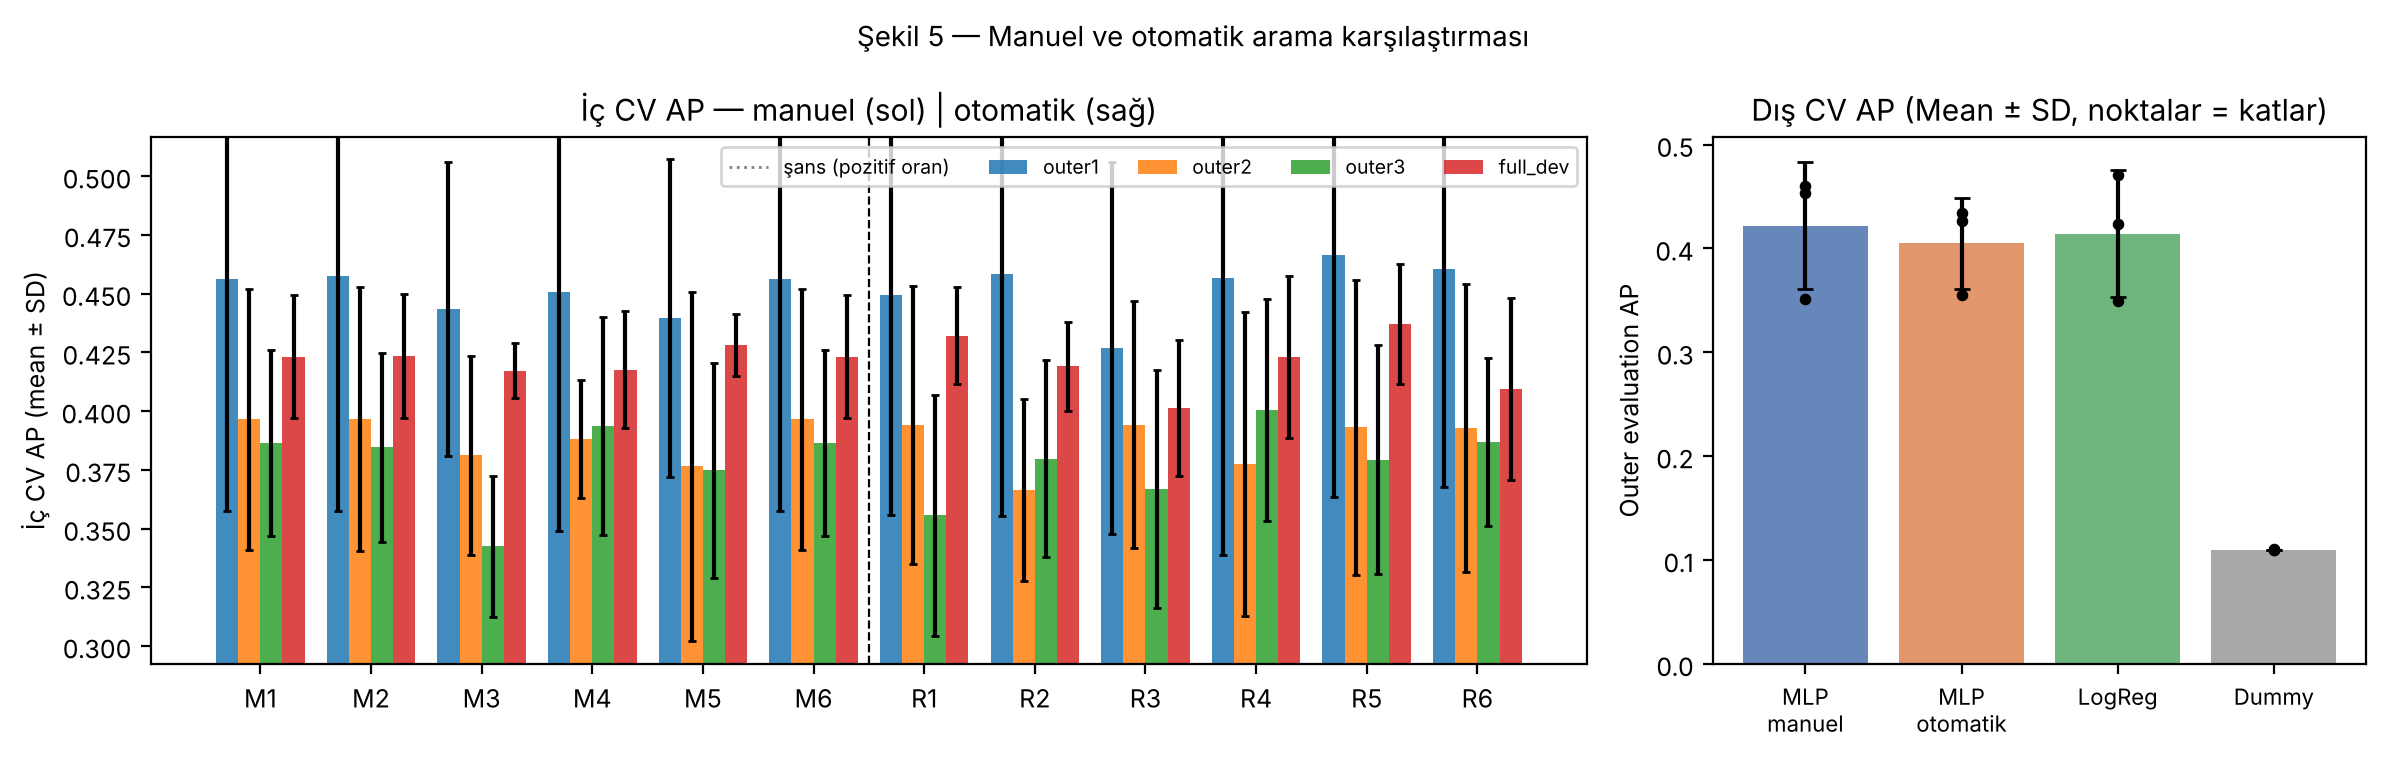 Şekil 5 — Manuel ve otomatik arama karşılaştırması
İç CV AP — manuel (sol) | otomatik (sağ)
İç CV AP (mean ± SD)
0.500
0.475
0.450
0.425
0.400
0.375
0.350
0.325
0.300
şans (pozitif oran)
outer1
outer2
outer3
full_dev
M1
M2
M3
M4
M5
M6
R1
R2
R3
R4
R5
R6
Dış CV AP (Mean ± SD, noktalar = katlar)
Outer evaluation AP
0.5
0.4
0.3
0.2
0.1
0.0
MLP
manuel
MLP
otomatik
LogReg
Dummy